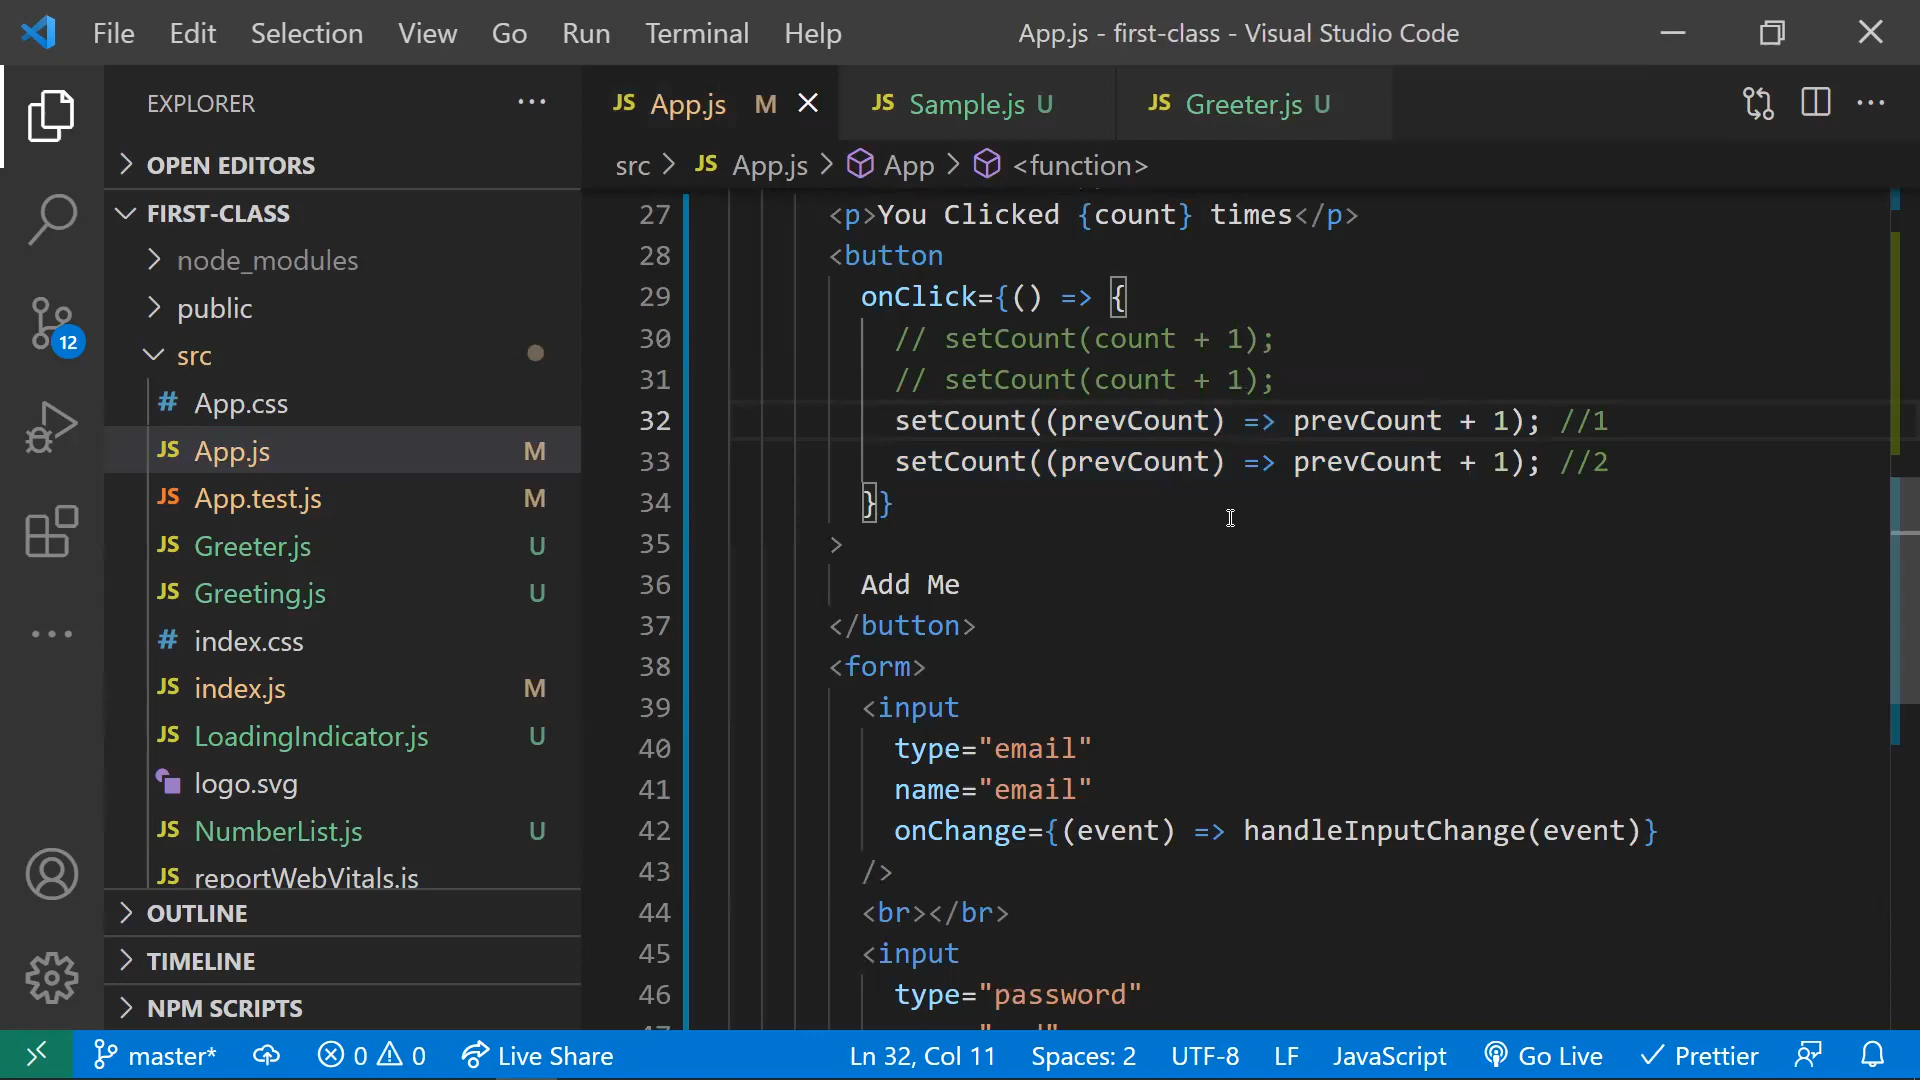 File Edit Selection View Go Run Terminal Help App.js - first-class - Visual Studio Code
EXPLORER
OPEN EDITORS
FIRST-CLASS
node_modules
public
src
# App.css
JS App.js M
JS App.test.js M
JS Greeter.js U
JS Greeting.js U
# index.css
JS index.js M
JS LoadingIndicator.js U
logo.svg
JS NumberList.js U
JS reportWebVitals.js
OUTLINE
TIMELINE
NPM SCRIPTS
12
JS App.js M
JS Sample.js U
JS Greeter.js U
src > JS App.js > App > <function>
27 <p>You Clicked {count} times</p>
28 <button
29 onClick={() => {
30 // setCount(count + 1);
31 // setCount(count + 1);
32 setCount((prevCount) => prevCount + 1); //1
33 setCount((prevCount) => prevCount + 1); //2
34 }}
35 >
36 Add Me
37 </button>
38 <form>
39 <input
40 type="email"
41 name="email"
42 onChange={(event) => handleInputChange(event)}
43 />
44 <br></br>
45 <input
46 type="password"
master* 0 0 Live Share Ln 32, Col 11 Spaces: 2 UTF-8 LF JavaScript Go Live Prettier